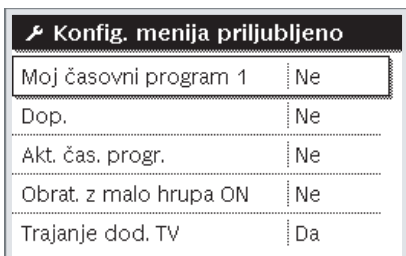 Konfig. menija priljubljeno
Moj časovni program 1 Ne
Dop. Ne
Akt. čas. progr. Ne
Obrat. z malo hrupa ON Ne
Trajanje dod. TV Da